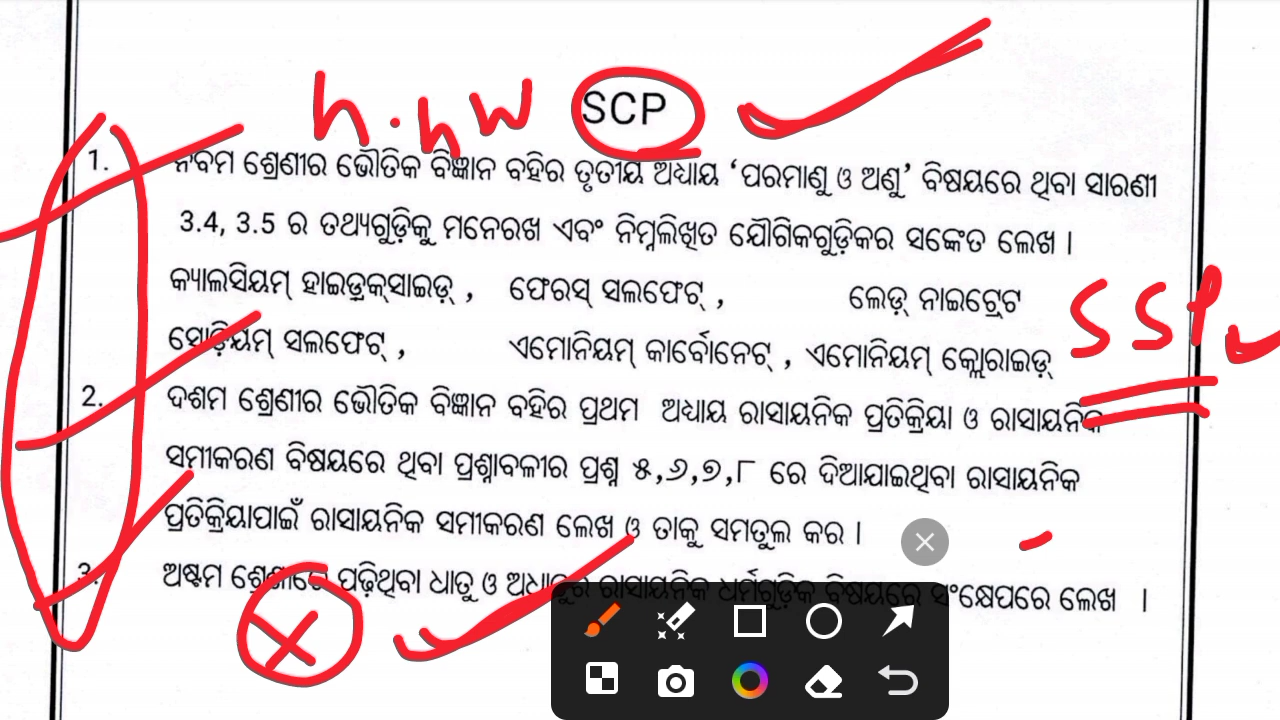 h.hw SCP
1. ନବମ ଶ୍ରେଣୀର ଭୌତିକ ବିଜ୍ଞାନ ବହିର ତୃତୀୟ ଅଧ୍ୟାୟ ‘ପରମାଣୁ ଓ ଅଣୁ’ ବିଷୟରେ ଥିବା ସାରଣୀ
3.4, 3.5 ର ତଥ୍ୟଗୁଡ଼ିକୁ ମନେରଖ ଏବଂ ନିମ୍ନଲିଖିତ ଯୌଗିକଗୁଡ଼ିକର ସଙ୍କେତ ଲେଖ ।
କ୍ୟାଲସିୟମ୍ ହାଇଡ୍ରକ୍‌ସାଇଡ଼୍ , ଫେରସ୍ ସଲଫେଟ୍ , ଲେଡ଼୍ ନାଇଟ୍ରେଟ
SSP
ସୋଡ଼ିୟମ୍ ସଲଫେଟ୍ , ଏମୋନିୟମ୍ କାର୍ବୋନେଟ୍ , ଏମୋନିୟମ୍ କ୍ଲୋରାଇଡ଼୍
2. ଦଶମ ଶ୍ରେଣୀର ଭୌତିକ ବିଜ୍ଞାନ ବହିର ପ୍ରଥମ ଅଧ୍ୟାୟ ରାସାୟନିକ ପ୍ରତିକ୍ରିୟା ଓ ରାସାୟନିକ
ସମୀକରଣ ବିଷୟରେ ଥିବା ପ୍ରଶ୍ନାବଳୀର ପ୍ରଶ୍ନ ୫,୬,୭,୮ ରେ ଦିଆଯାଇଥିବା ରାସାୟନିକ
ପ୍ରତିକ୍ରିୟାପାଇଁ ରାସାୟନିକ ସମୀକରଣ ଲେଖ ଓ ତାକୁ ସମତୁଲ କର ।
3. ଅଷ୍ଟମ ଶ୍ରେଣୀରେ ପଢ଼ିଥିବା ଧାତୁ ଓ ଅଧାତୁର ରାସାୟନିକ ଧର୍ମଗୁଡ଼ିକ ବିଷୟରେ ସଂକ୍ଷେପରେ ଲେଖ ।